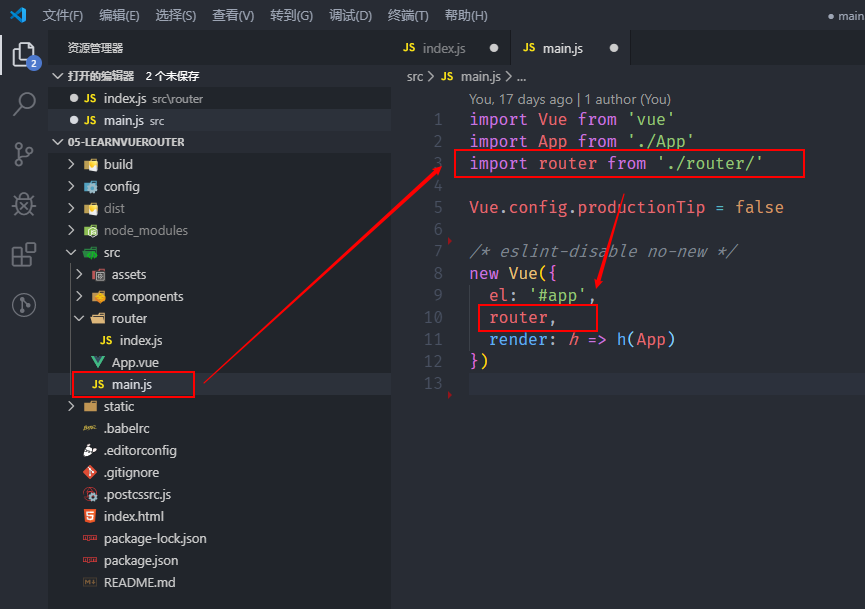 文件(F) 编辑(E) 选择(S) 查看(V) 转到(G) 调试(D) 终端(T) 帮助(H) ● main
资源管理器
打开的编辑器 2 个未保存
● JS index.js src\router
● JS main.js src
05-LEARNVUEROUTER
build
config
dist
node_modules
src
assets
components
router
JS index.js
App.vue
JS main.js
static
.babelrc
.editorconfig
.gitignore
.postcssrc.js
index.html
package-lock.json
package.json
README.md
2
JS index.js ● JS main.js ●
src > JS main.js > ...
You, 17 days ago | 1 author (You)
1 import Vue from 'vue'
2 import App from './App'
3 import router from './router/'
4
5 Vue.config.productionTip = false
6
7 /* eslint-disable no-new */
8 new Vue({
9 el: '#app',
10 router,
11 render: h => h(App)
12 })
13